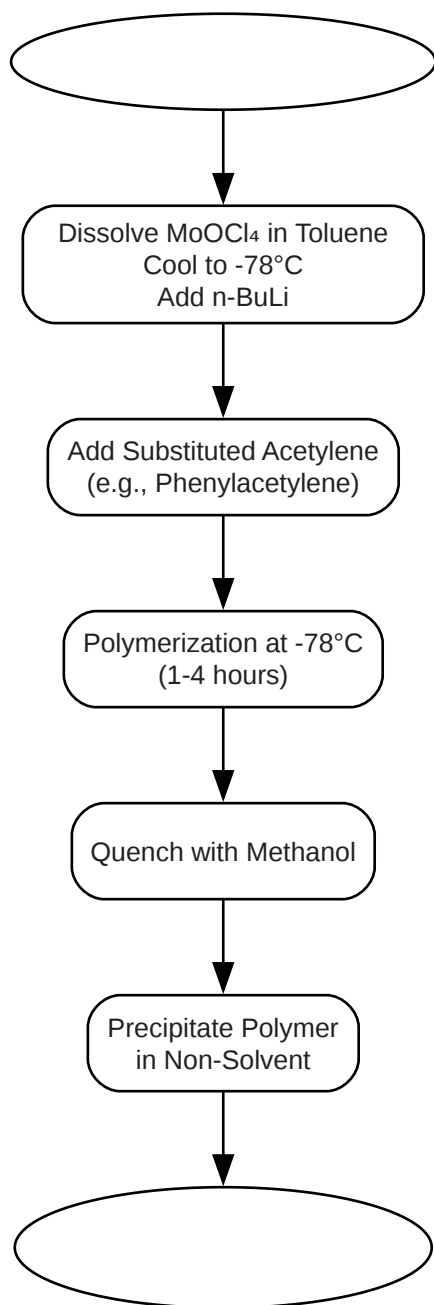 Dissolve MoOCl₄ in Toluene
Cool to -78°C
Add n-BuLi
Add Substituted Acetylene
(e.g., Phenylacetylene)
Polymerization at -78°C
(1-4 hours)
Quench with Methanol
Precipitate Polymer
in Non-Solvent